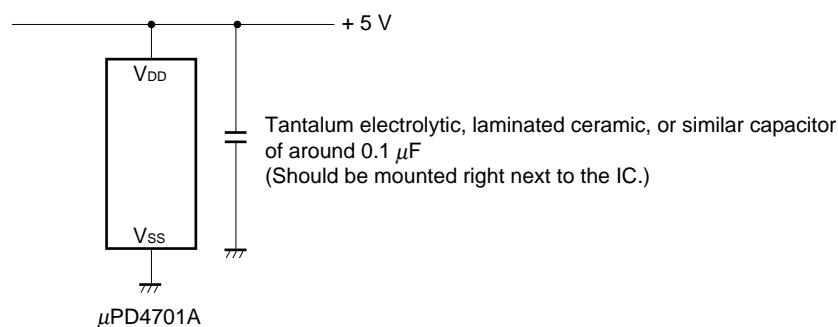 + 5 V
VDD
Tantalum electrolytic, laminated ceramic, or similar capacitor
of around 0.1 μF
(Should be mounted right next to the IC.)
VSS
μPD4701A